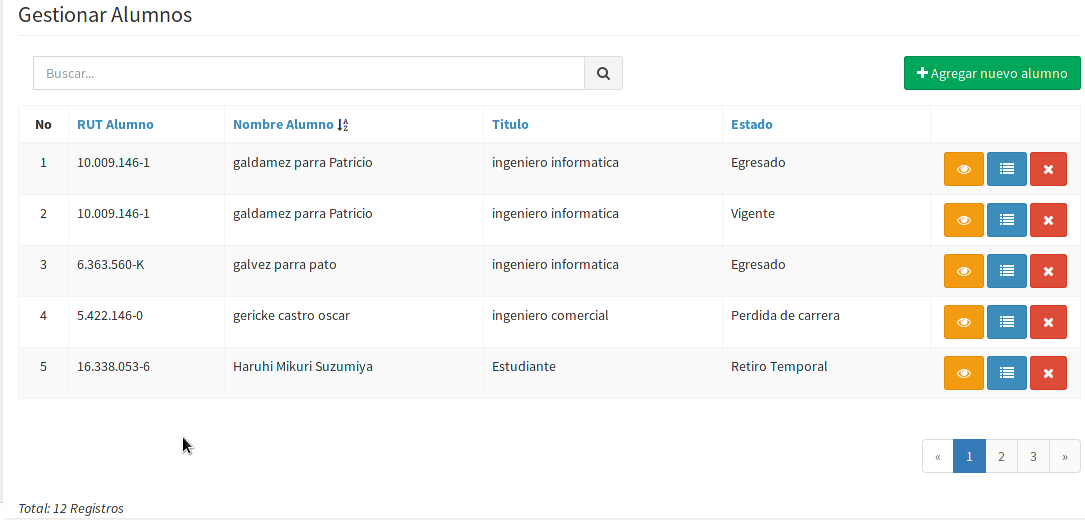 Gestionar Alumnos
Buscar...
Agregar nuevo alumno
No RUT Alumno Nombre Alumno Titulo Estado
1 10.009.146-1 galdamez parra Patricio ingeniero informatica Egresado
2 10.009.146-1 galdamez parra Patricio ingeniero informatica Vigente
3 6.363.560-K galvez parra pato ingeniero informatica Egresado
4 5.422.146-0 gericke castro oscar ingeniero comercial Perdida de carrera
5 16.338.053-6 Haruhi Mikuri Suzumiya Estudiante Retiro Temporal
« 1 2 3 »
Total: 12 Registros